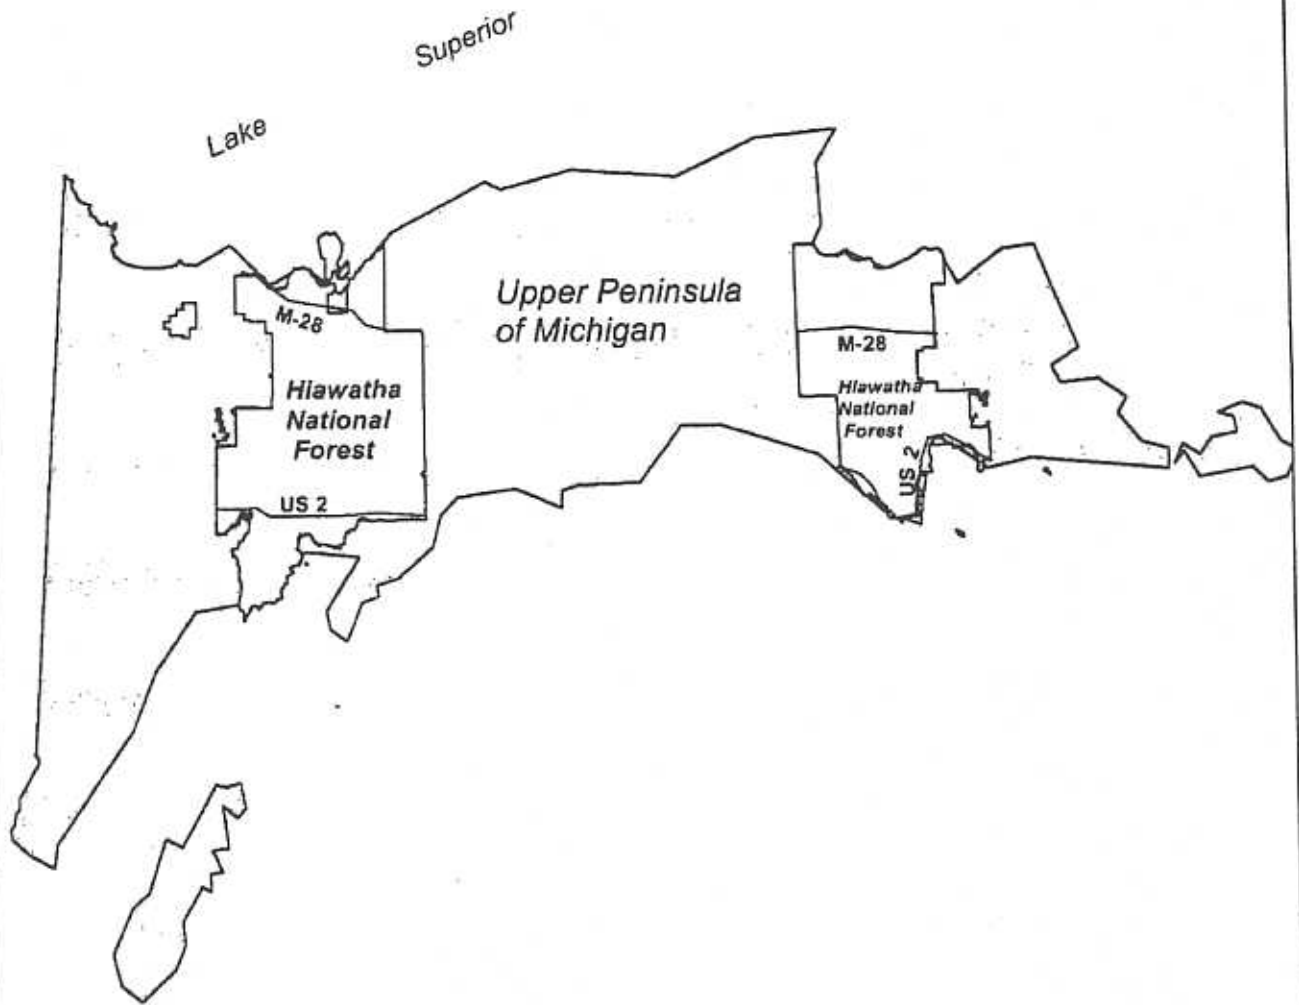 Superior
Lake
Upper Peninsula
of Michigan
M-28
M-28
Hiawatha
National
Forest
Hiawatha
National
Forest
US 2
US 2